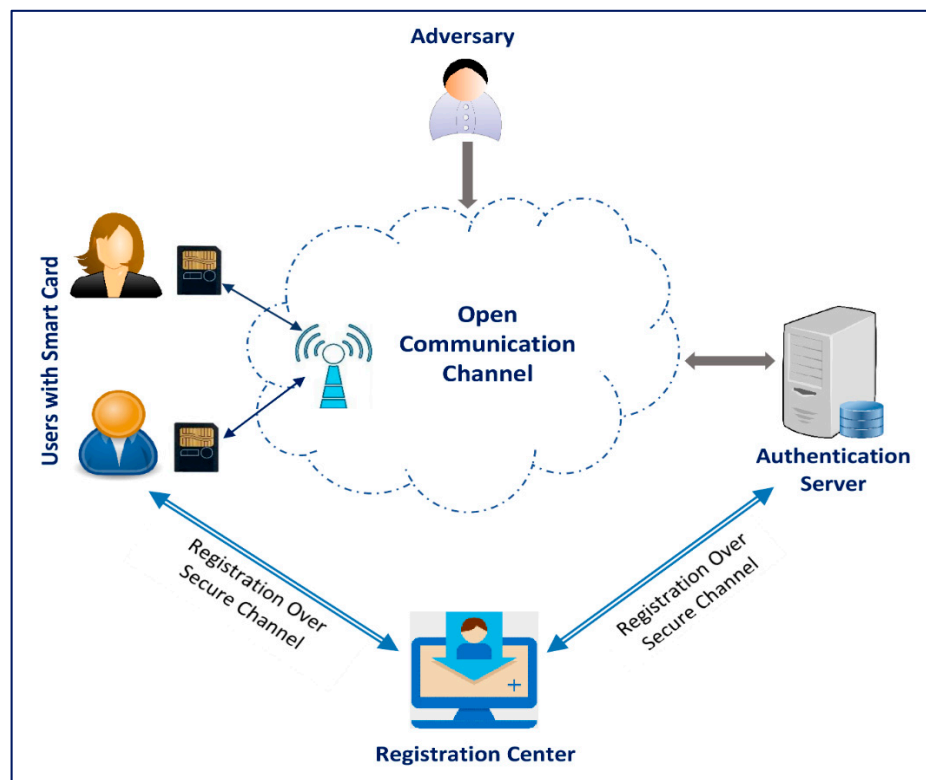 Adversary
Users with Smart Card
Open
Communication
Channel
Authentication
Server
Registration Over
Secure Channel
Registration Over
Secure Channel
Registration Center